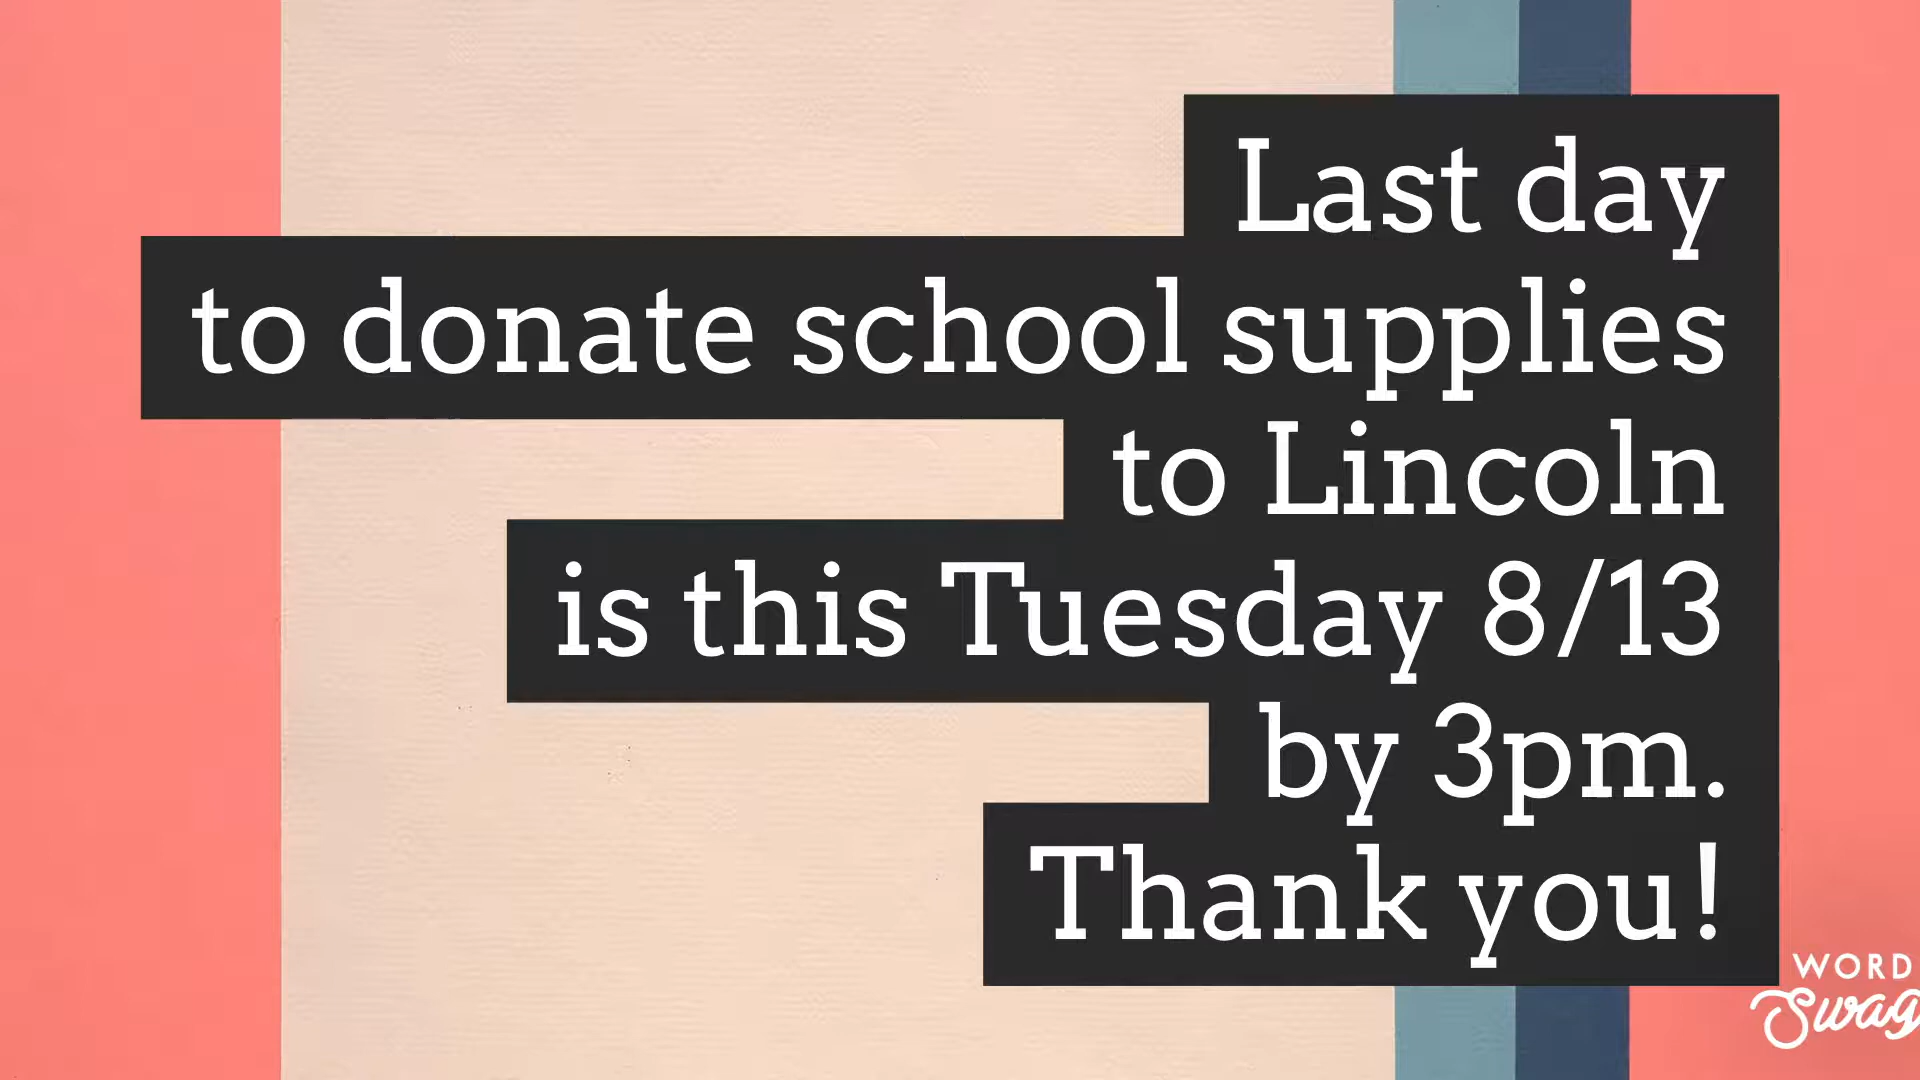 Last day
to donate school supplies
to Lincoln
is this Tuesday 8/13
by 3pm.
Thank you!
WORD
Swag